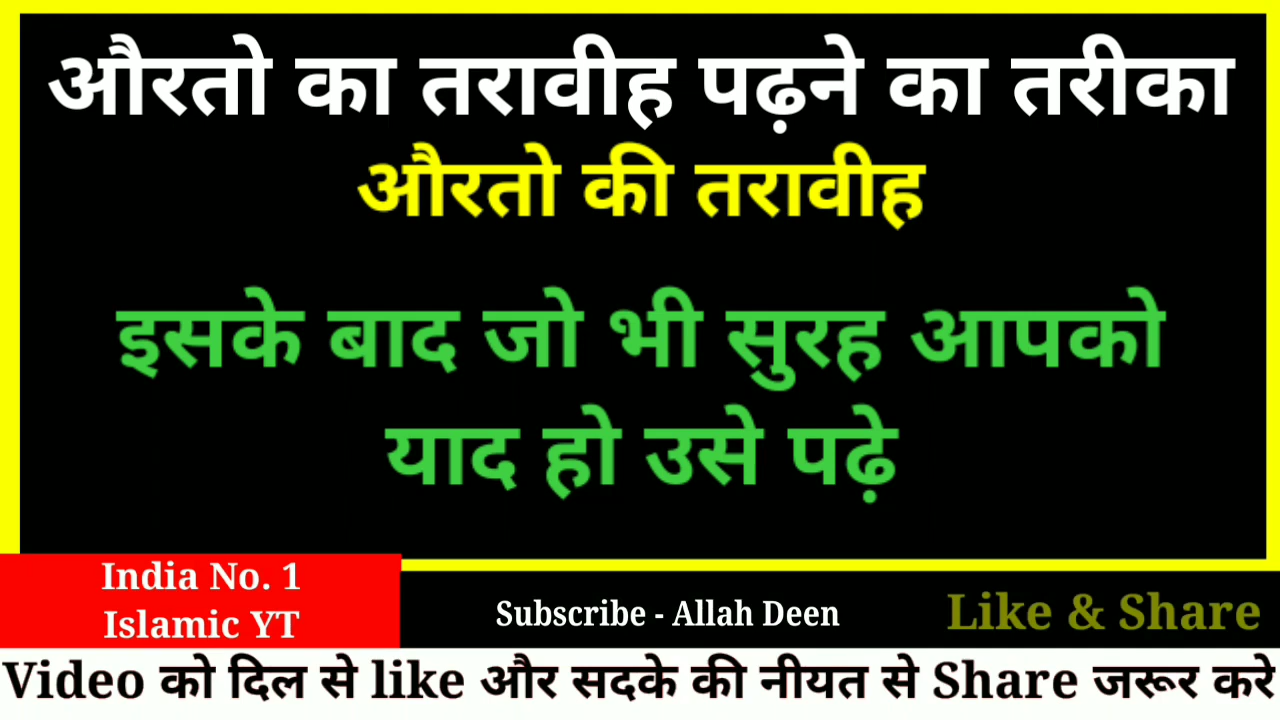 औरतो का तरावीह पढ़ने का तरीका
औरतो की तरावीह
इसके बाद जो भी सुरह आपको
याद हो उसे पढ़े
India No. 1
Islamic YT
Subscribe - Allah Deen
Like & Share
Video को दिल से like और सदके की नीयत से Share जरूर करे